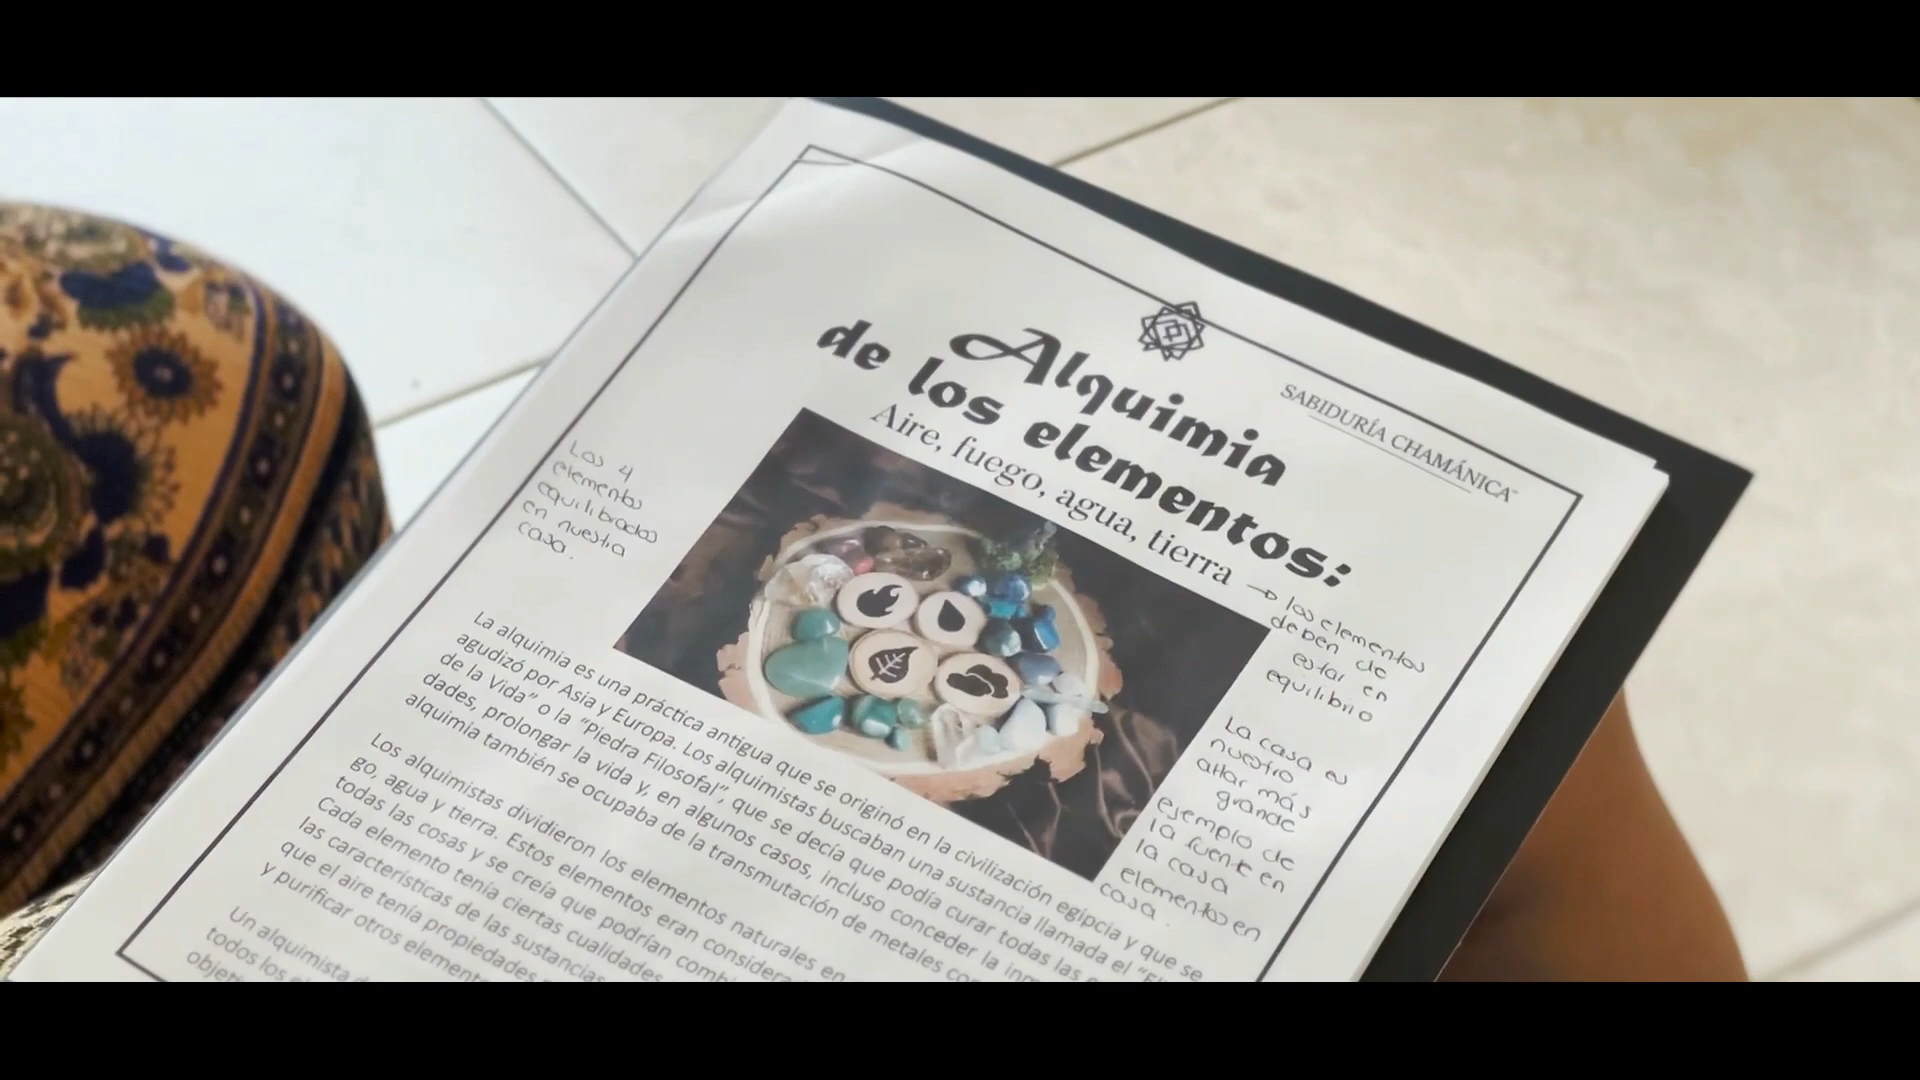 SABIDURÍA CHAMÁNICA
Alquimia
de los elementos:
Aire, fuego, agua, tierra
→ los elementos
deben de
estar en
equilibrio
Los 4
elementos
equilibrados
en nuestra
casa.
La casa es
nuestro
altar más
grande
ejemplo de
la fuente en
la casa
elementos en
casa.
La alquimia es una práctica antigua que se originó en la civilización egipcia y que se
agudizó por Asia y Europa. Los alquimistas buscaban una sustancia llamada el
de la Vida” o la “Piedra Filosofal”, que se decía que podía curar todas las
dades, prolongar la vida y, en algunos casos, incluso conceder la
alquimia también se ocupaba de la transmutación de metales
Los alquimistas dividieron los elementos naturales en
go, agua y tierra. Estos elementos eran
todas las cosas y se creía que podrían
Cada elemento tenía ciertas cualidades
las características de las sustancias
que el aire tenía propiedades
y purificar otros
Un alquimista
todos los